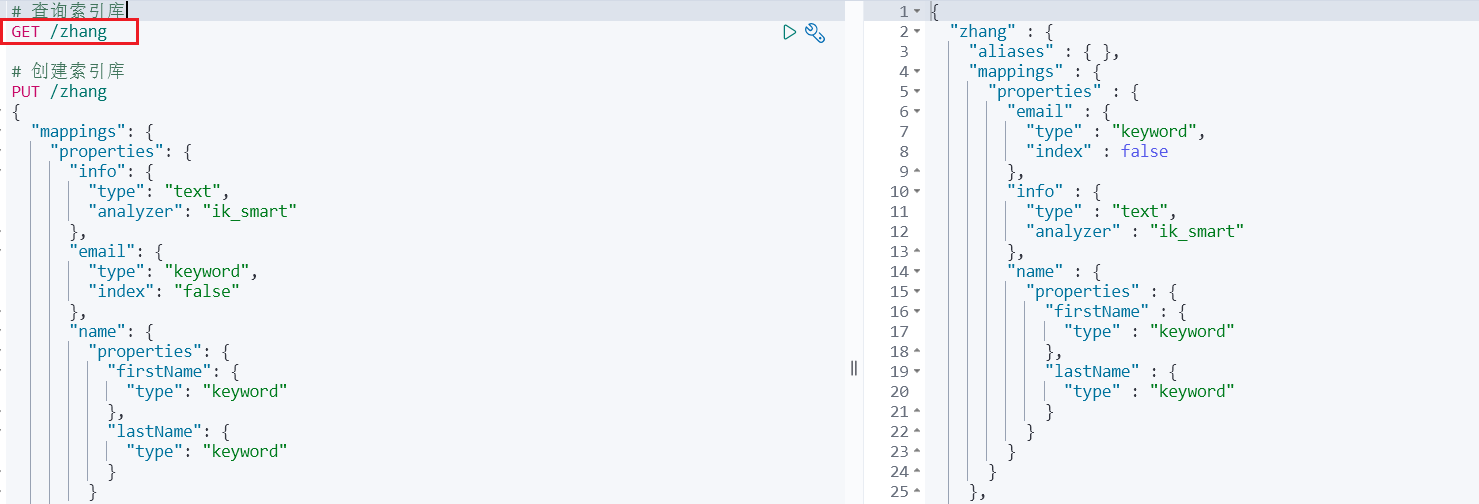 # 查询索引库
GET /zhang
# 创建索引库
PUT /zhang
{
  "mappings": {
    "properties": {
      "info": {
        "type": "text",
        "analyzer": "ik_smart"
      },
      "email": {
        "type": "keyword",
        "index": "false"
      },
      "name": {
        "properties": {
          "firstName": {
            "type": "keyword"
          },
          "lastName": {
            "type": "keyword"
          }
        }
1 {
2   "zhang" : {
3     "aliases" : { },
4     "mappings" : {
5       "properties" : {
6         "email" : {
7           "type" : "keyword",
8           "index" : false
9         },
10         "info" : {
11           "type" : "text",
12           "analyzer" : "ik_smart"
13         },
14         "name" : {
15           "properties" : {
16             "firstName" : {
17               "type" : "keyword"
18             },
19             "lastName" : {
20               "type" : "keyword"
21             }
22           }
23         }
24       }
25     },